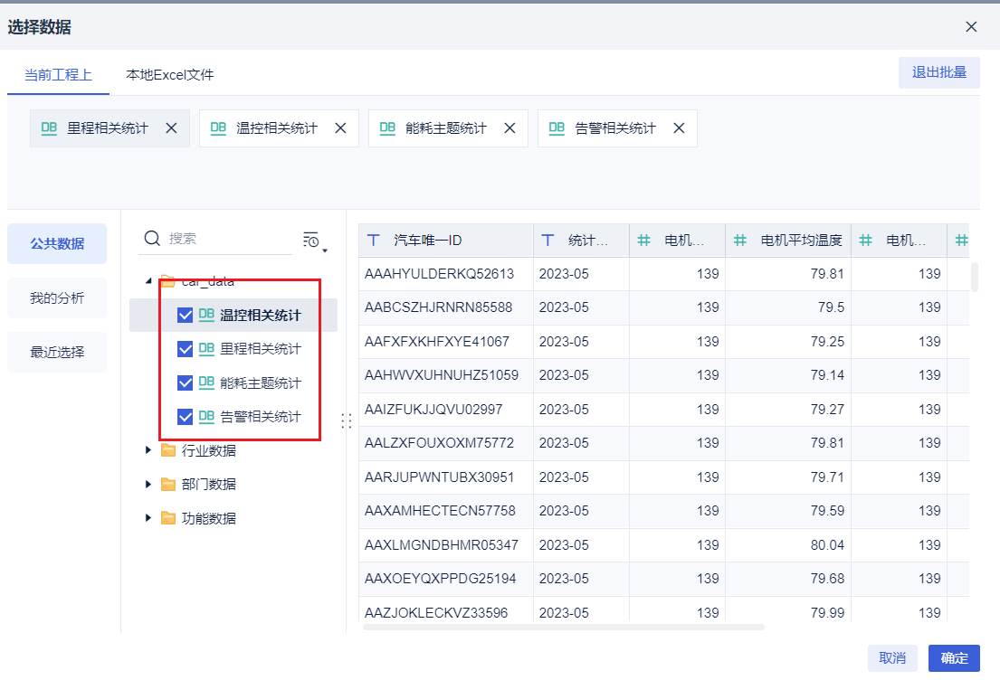 选择数据
当前工程上 本地Excel文件 退出批量
DB 里程相关统计 DB 温控相关统计 DB 能耗主题统计 DB 告警相关统计
公共数据
我的分析
最近选择
搜索
car_data
DB 温控相关统计
DB 里程相关统计
DB 能耗主题统计
DB 告警相关统计
行业数据
部门数据
功能数据
T 汽车唯一ID T 统计... # 电机... # 电机平均温度 # 电机... #
AAAHYULDERKQ52613 2023-05 139 79.81 139
AABCSZHJRNRN85588 2023-05 139 79.5 139
AAFXFXKHFXYE41067 2023-05 139 79.25 139
AAHWVXUHNUHZ51059 2023-05 139 79.14 139
AAIZFUKJJQVU02997 2023-05 139 79.27 139
AALZXFOUXOXM75772 2023-05 139 79.81 139
AARJUPWNTUBX30951 2023-05 139 79.71 139
AAXAMHECTECN57758 2023-05 139 79.59 139
AAXLMGNDBHMR05347 2023-05 139 80.04 139
AAXOEYQXPPDG25194 2023-05 139 79.68 139
AAZJOKLECKVZ33596 2023-05 139 79.99 139
取消 确定